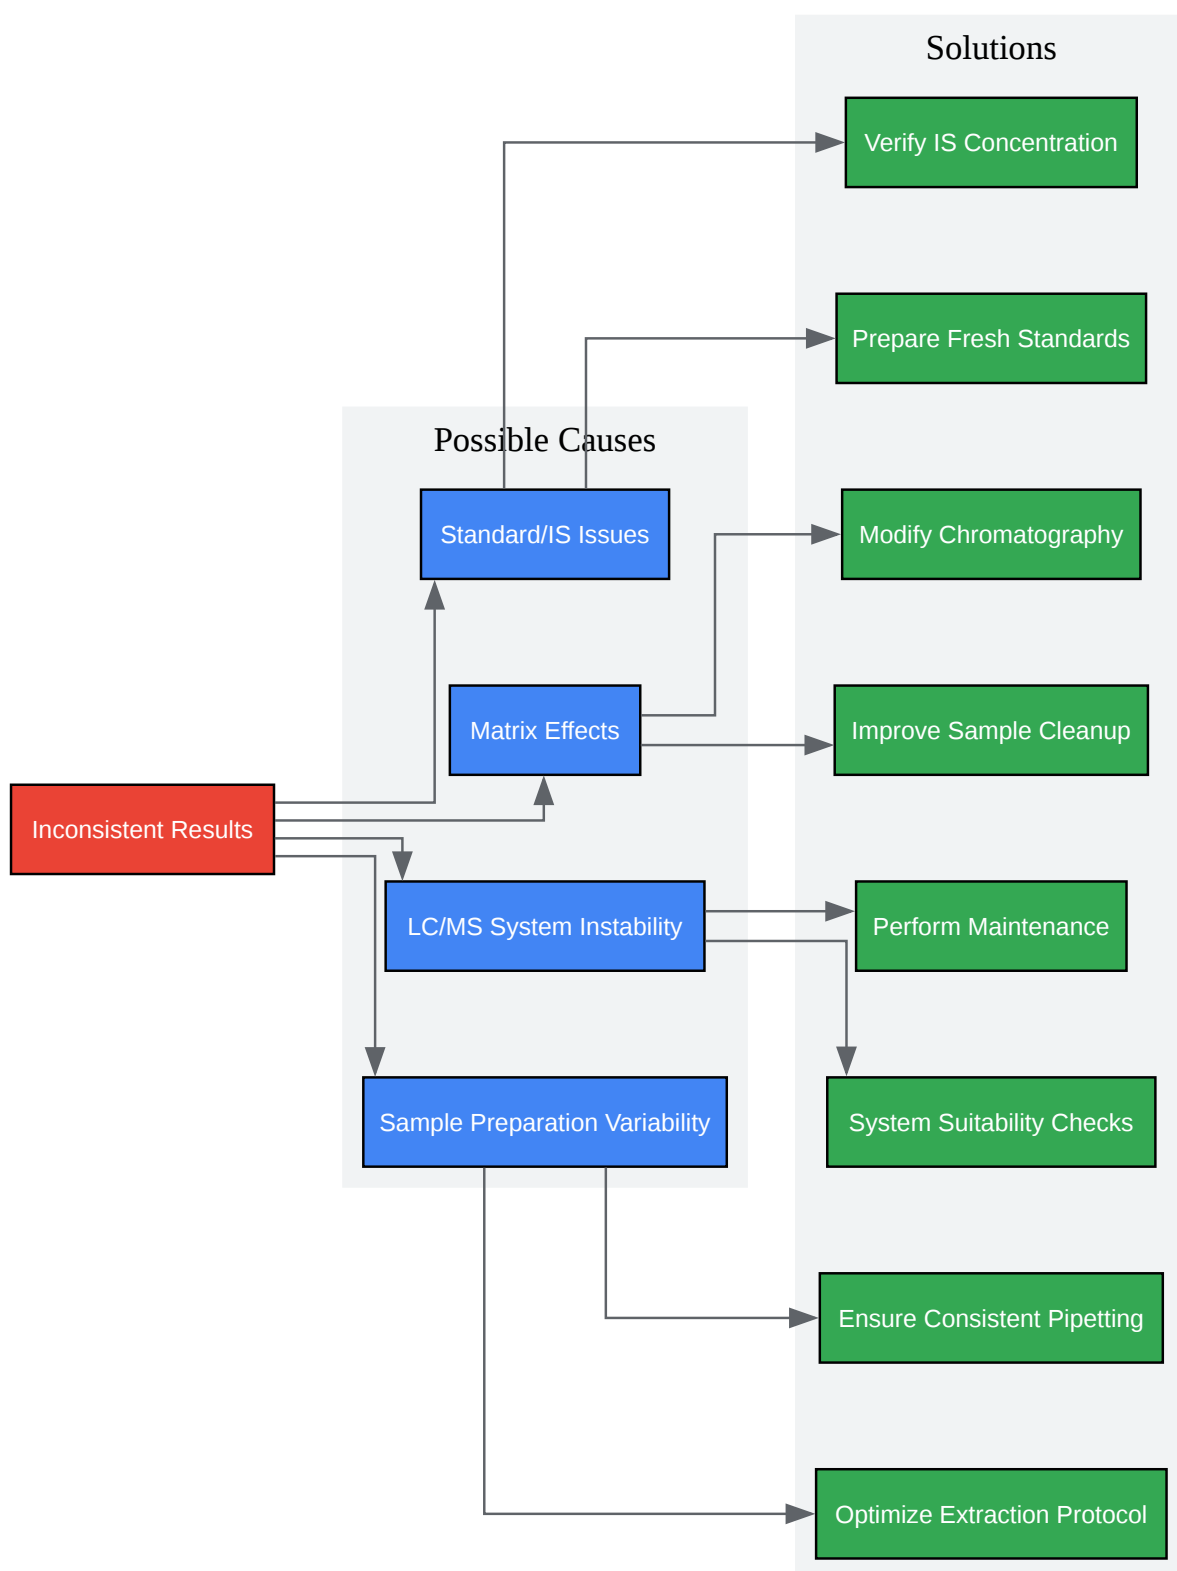 Solutions
Verify IS Concentration
Prepare Fresh Standards
Possible Causes
Standard/IS Issues
Modify Chromatography
Matrix Effects
Improve Sample Cleanup
Inconsistent Results
LC/MS System Instability
Perform Maintenance
Sample Preparation Variability
System Suitability Checks
Ensure Consistent Pipetting
Optimize Extraction Protocol